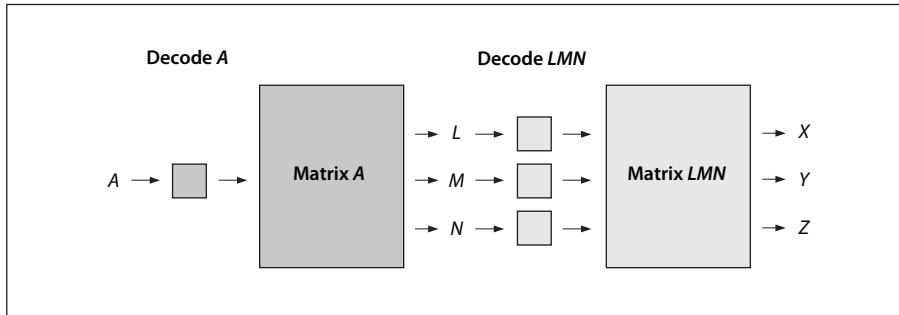 Decode A Decode LMN
L X
A Matrix A M Matrix LMN Y
N Z